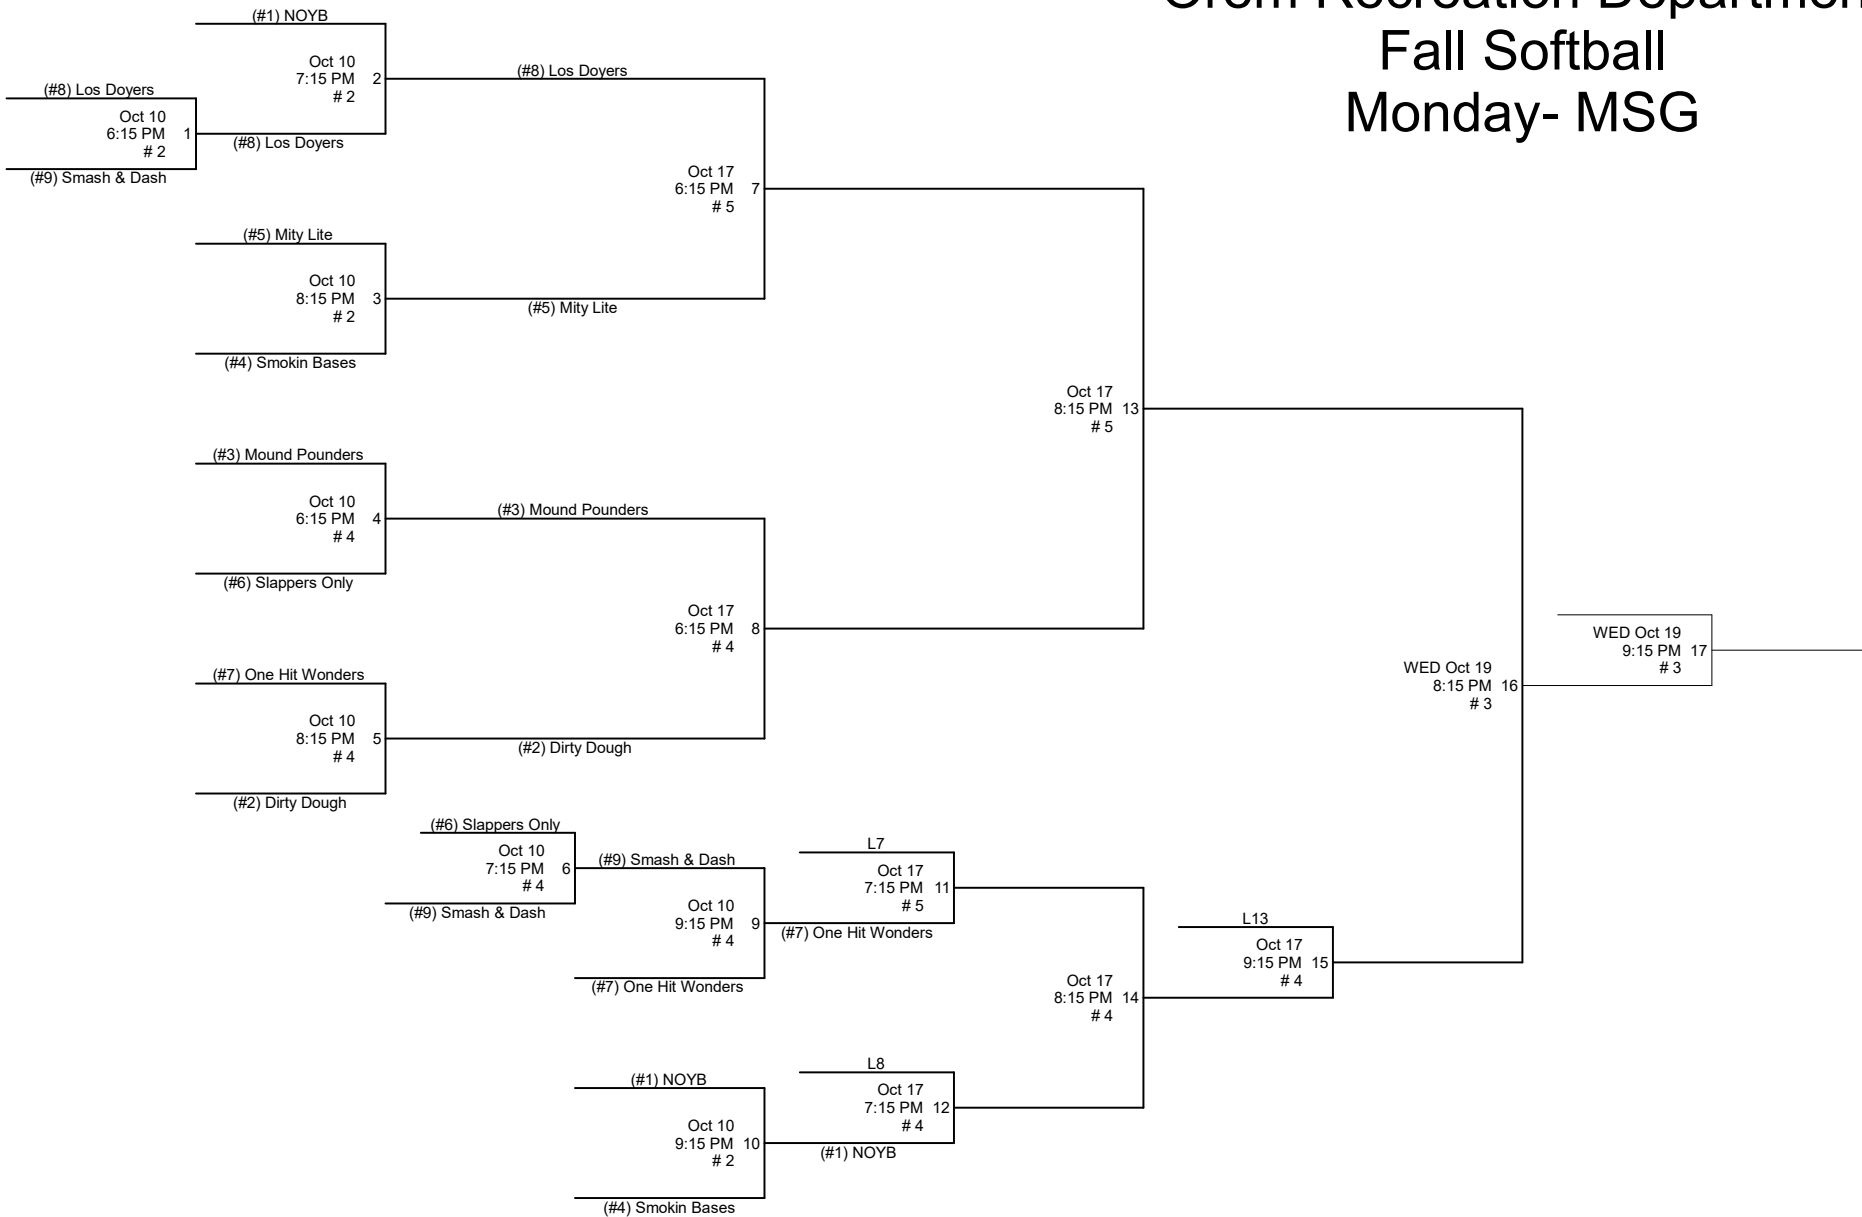 Fall Softball
Monday- MSG
(#1) NOYB
Oct 10
7:15 PM 2
# 2
(#8) Los Doyers
(#8) Los Doyers
Oct 10
6:15 PM 1
# 2
(#8) Los Doyers
(#9) Smash & Dash
Oct 17
6:15 PM 7
# 5
(#5) Mity Lite
Oct 10
8:15 PM 3
# 2
(#5) Mity Lite
(#4) Smokin Bases
Oct 17
8:15 PM 13
# 5
(#3) Mound Pounders
Oct 10
6:15 PM 4
# 4
(#3) Mound Pounders
(#6) Slappers Only
Oct 17
6:15 PM 8
# 4
(#7) One Hit Wonders
Oct 10
8:15 PM 5
# 4
(#2) Dirty Dough
(#2) Dirty Dough
WED Oct 19
8:15 PM 16
# 3
WED Oct 19
9:15 PM 17
# 3
(#6) Slappers Only
Oct 10
7:15 PM 6
# 4
(#9) Smash & Dash
(#9) Smash & Dash
Oct 10
9:15 PM 9
# 4
(#7) One Hit Wonders
L7
Oct 17
7:15 PM 11
# 5
(#7) One Hit Wonders
Oct 17
8:15 PM 14
# 4
L13
Oct 17
9:15 PM 15
# 4
(#1) NOYB
Oct 10
9:15 PM 10
# 2
(#4) Smokin Bases
L8
Oct 17
7:15 PM 12
# 4
(#1) NOYB